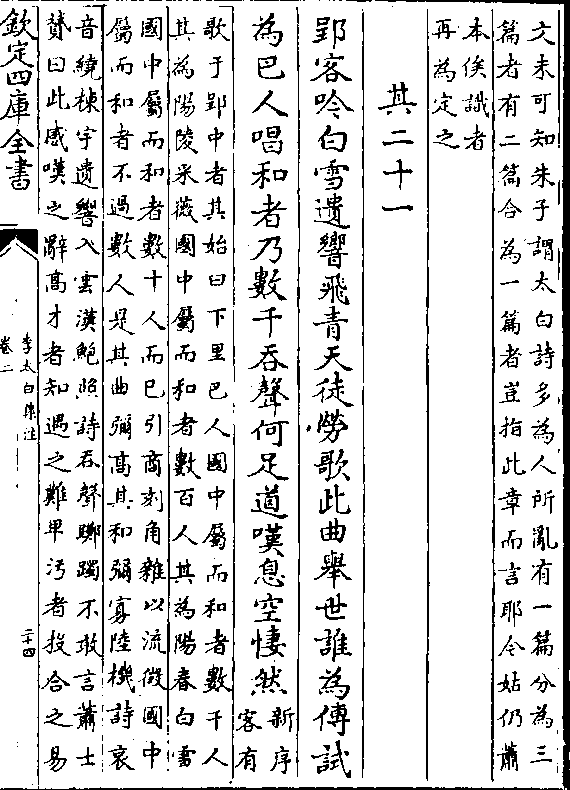 文未可知朱子謂太白詩多為人所亂有一篇分為三
篇者有二篇合為一篇者豈指此章而言耶今姑仍蕭
本俟識者
再為定之
其二十一
郢客吟白雪遺響飛青天徒勞歌此曲舉世誰為傳試
為巴人唱和者乃數千吞聲何足道嘆息空悽然
新序
客有
歌于郢中者其始曰下里巴人國中屬而和者數千人
其為陽陵采薇國中屬而和者數百人其為陽春白雪
國中屬而和者數十人而已引商刻角雜以流徵國中
屬而和者不過數人是其曲彌髙其和彌寡陸機詩哀
音繞棟宇遺響入雲漢鮑照詩吞聲躑躅不敢言蕭士
贇曰此感嘆之辭髙才者知遇之難卑汚者投合之易
欽定四庫全書
李太白集注
卷二
二十四